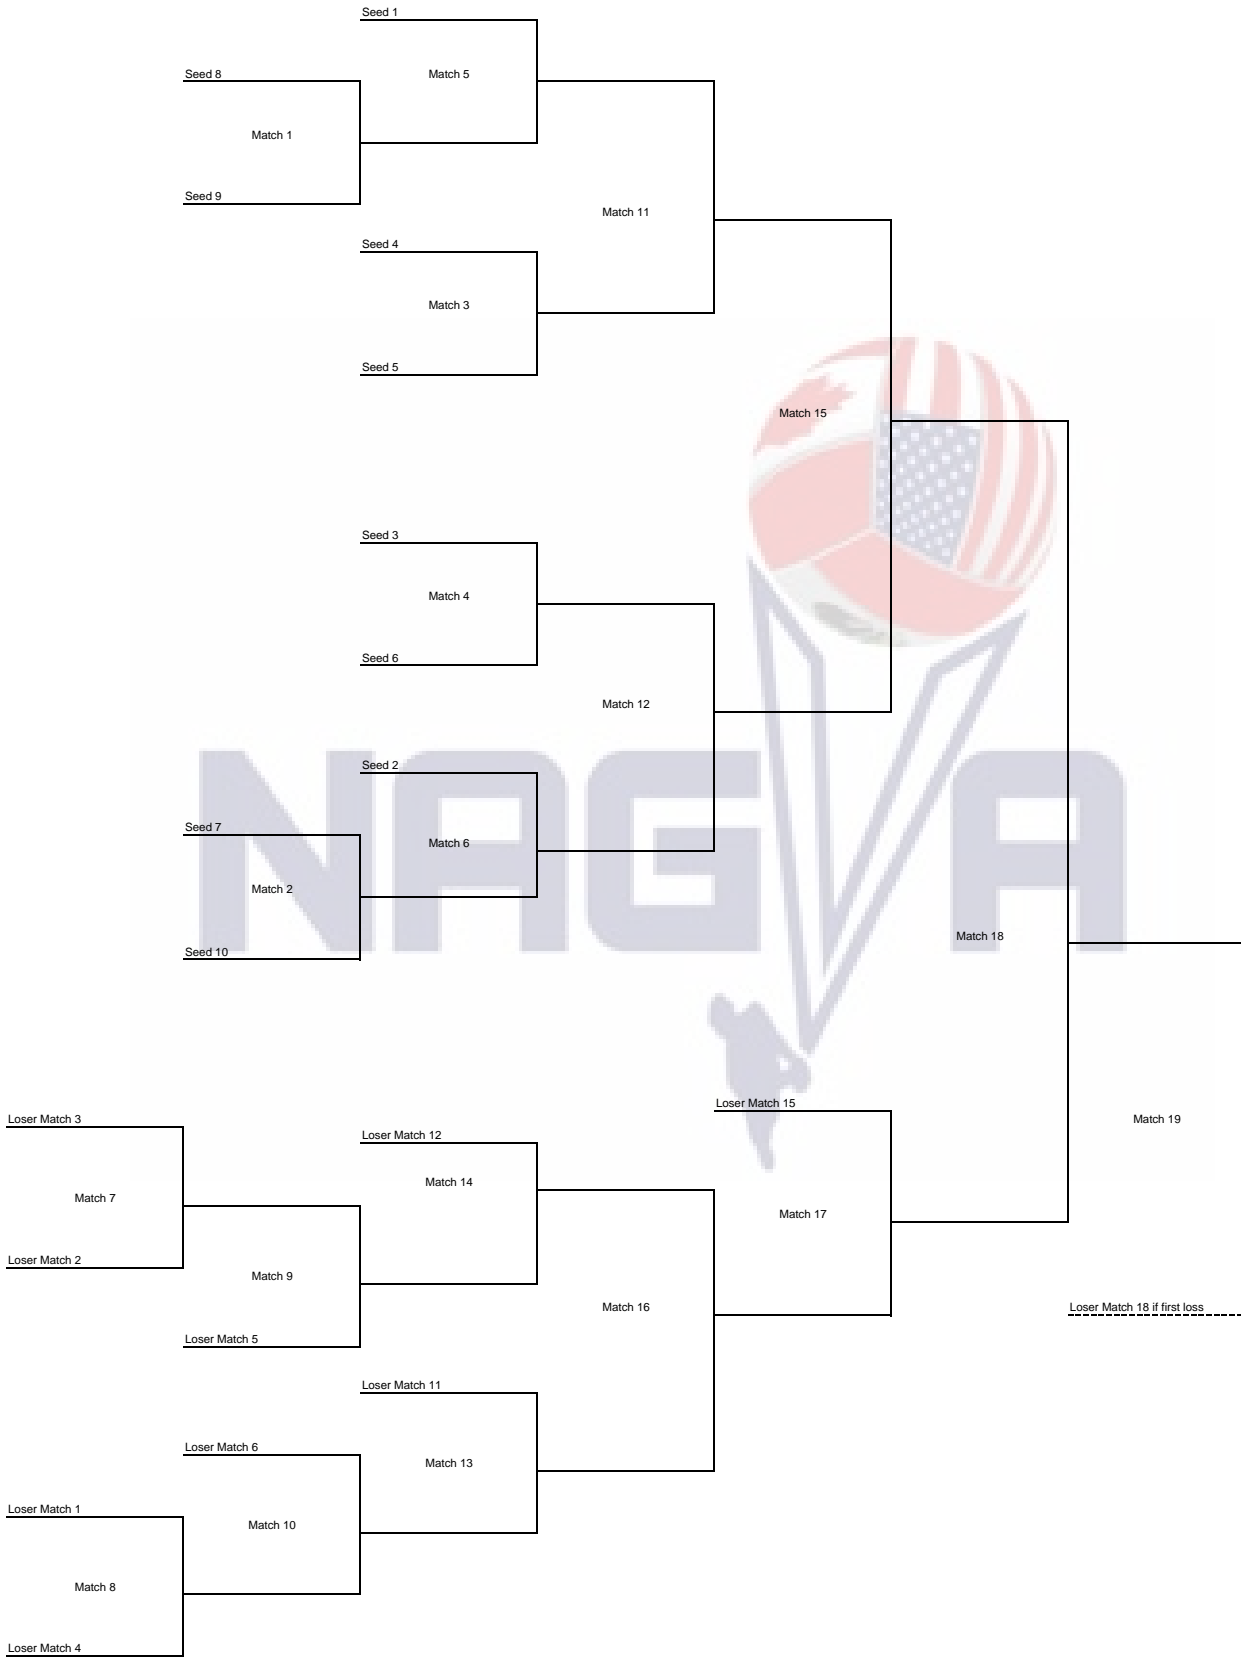 Seed 1
Seed 8
Match 5
Match 1
Seed 9
Match 11
Seed 4
Match 3
Seed 5
Match 15
Seed 3
Match 4
Seed 6
Match 12
Seed 2
Seed 7
Match 6
Match 2
Seed 10
Match 18
NAGVA
Loser Match 15
Loser Match 3
Match 19
Loser Match 12
Match 14
Match 7
Match 17
Loser Match 2
Match 9
Match 16
Loser Match 18 if first loss
Loser Match 5
Loser Match 11
Loser Match 6
Match 13
Loser Match 1
Match 10
Match 8
Loser Match 4